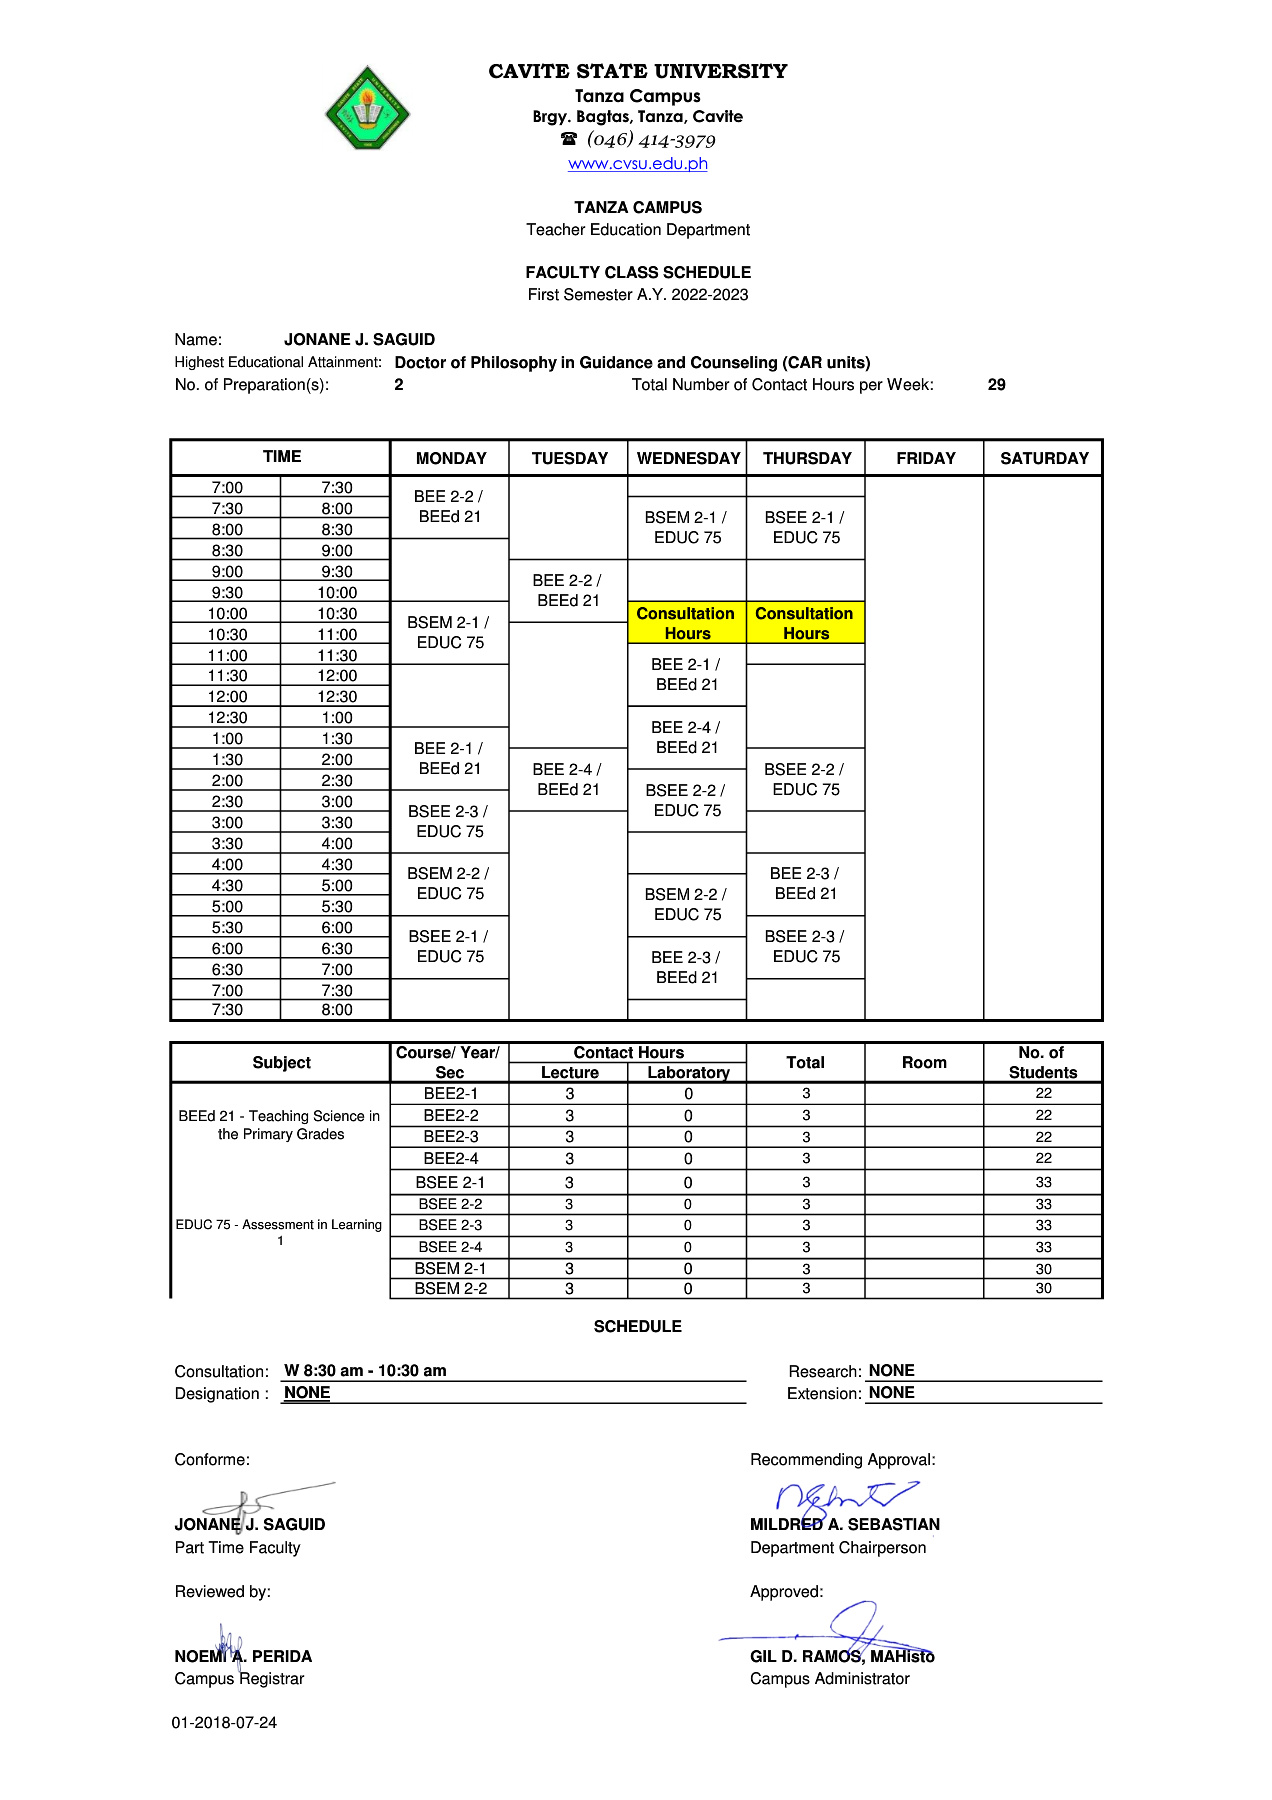 CAVITE STATE UNIVERSITY
Tanza Campus
Brgy. Bagtas, Tanza, Cavite
☎ (046) 414-3979
www.cvsu.edu.ph
TANZA CAMPUS
Teacher Education Department
FACULTY CLASS SCHEDULE
First Semester A.Y. 2022-2023
Name: JONANE J. SAGUID
Highest Educational Attainment: Doctor of Philosophy in Guidance and Counseling (CAR units)
No. of Preparation(s): 2 Total Number of Contact Hours per Week: 29
TIME MONDAY TUESDAY WEDNESDAY THURSDAY FRIDAY SATURDAY
7:00 7:30
7:30 8:00
8:00 8:30
8:30 9:00
9:00 9:30
9:30 10:00
10:00 10:30
10:30 11:00
11:00 11:30
11:30 12:00
12:00 12:30
12:30 1:00
1:00 1:30
1:30 2:00
2:00 2:30
2:30 3:00
3:00 3:30
3:30 4:00
4:00 4:30
4:30 5:00
5:00 5:30
5:30 6:00
6:00 6:30
6:30 7:00
7:00 7:30
7:30 8:00
BEE 2-2 /
BEEd 21
BSEM 2-1 /
EDUC 75
BEE 2-1 /
BEEd 21
BSEE 2-3 /
EDUC 75
BSEM 2-2 /
EDUC 75
BSEE 2-1 /
EDUC 75
BEE 2-2 /
BEEd 21
BEE 2-4 /
BEEd 21
BSEM 2-1 /
EDUC 75
Consultation
Hours
BEE 2-1 /
BEEd 21
BEE 2-4 /
BEEd 21
BSEE 2-2 /
EDUC 75
BSEM 2-2 /
EDUC 75
BEE 2-3 /
BEEd 21
BSEE 2-1 /
EDUC 75
Consultation
Hours
BSEE 2-2 /
EDUC 75
BEE 2-3 /
BEEd 21
BSEE 2-3 /
EDUC 75
Subject Course/ Year/ Sec Contact Hours Total Room No. of Students
Lecture Laboratory
BEEd 21 - Teaching Science in
the Primary Grades
BEE2-1 3 0 3 22
BEE2-2 3 0 3 22
BEE2-3 3 0 3 22
BEE2-4 3 0 3 22
EDUC 75 - Assessment in Learning
1
BSEE 2-1 3 0 3 33
BSEE 2-2 3 0 3 33
BSEE 2-3 3 0 3 33
BSEE 2-4 3 0 3 33
BSEM 2-1 3 0 3 30
BSEM 2-2 3 0 3 30
SCHEDULE
Consultation: W 8:30 am - 10:30 am Research: NONE
Designation : NONE Extension: NONE
Conforme: Recommending Approval:
JONANE J. SAGUID MILDRED A. SEBASTIAN
Part Time Faculty Department Chairperson
Reviewed by: Approved:
NOEMI A. PERIDA GIL D. RAMOS, MAHisto
Campus Registrar Campus Administrator
01-2018-07-24